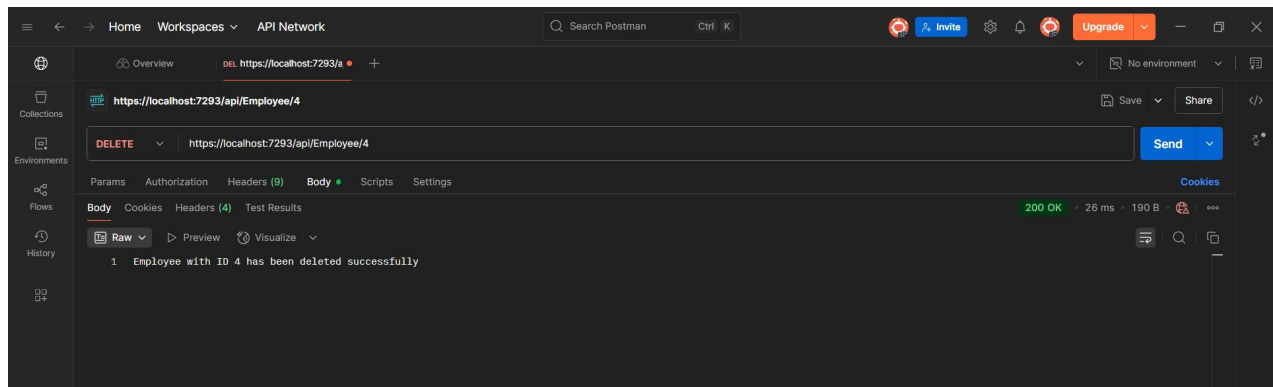 Home Workspaces API Network Search Postman Ctrl K Invite Upgrade
Overview DEL https://localhost:7293/a No environment
Collections
HTTP https://localhost:7293/api/Employee/4 Save Share
Environments
DELETE https://localhost:7293/api/Employee/4 Send
Flows
Params Authorization Headers (9) Body Scripts Settings Cookies
Body Cookies Headers (4) Test Results 200 OK 26 ms 190 B
History
Raw Preview Visualize
1 Employee with ID 4 has been deleted successfully